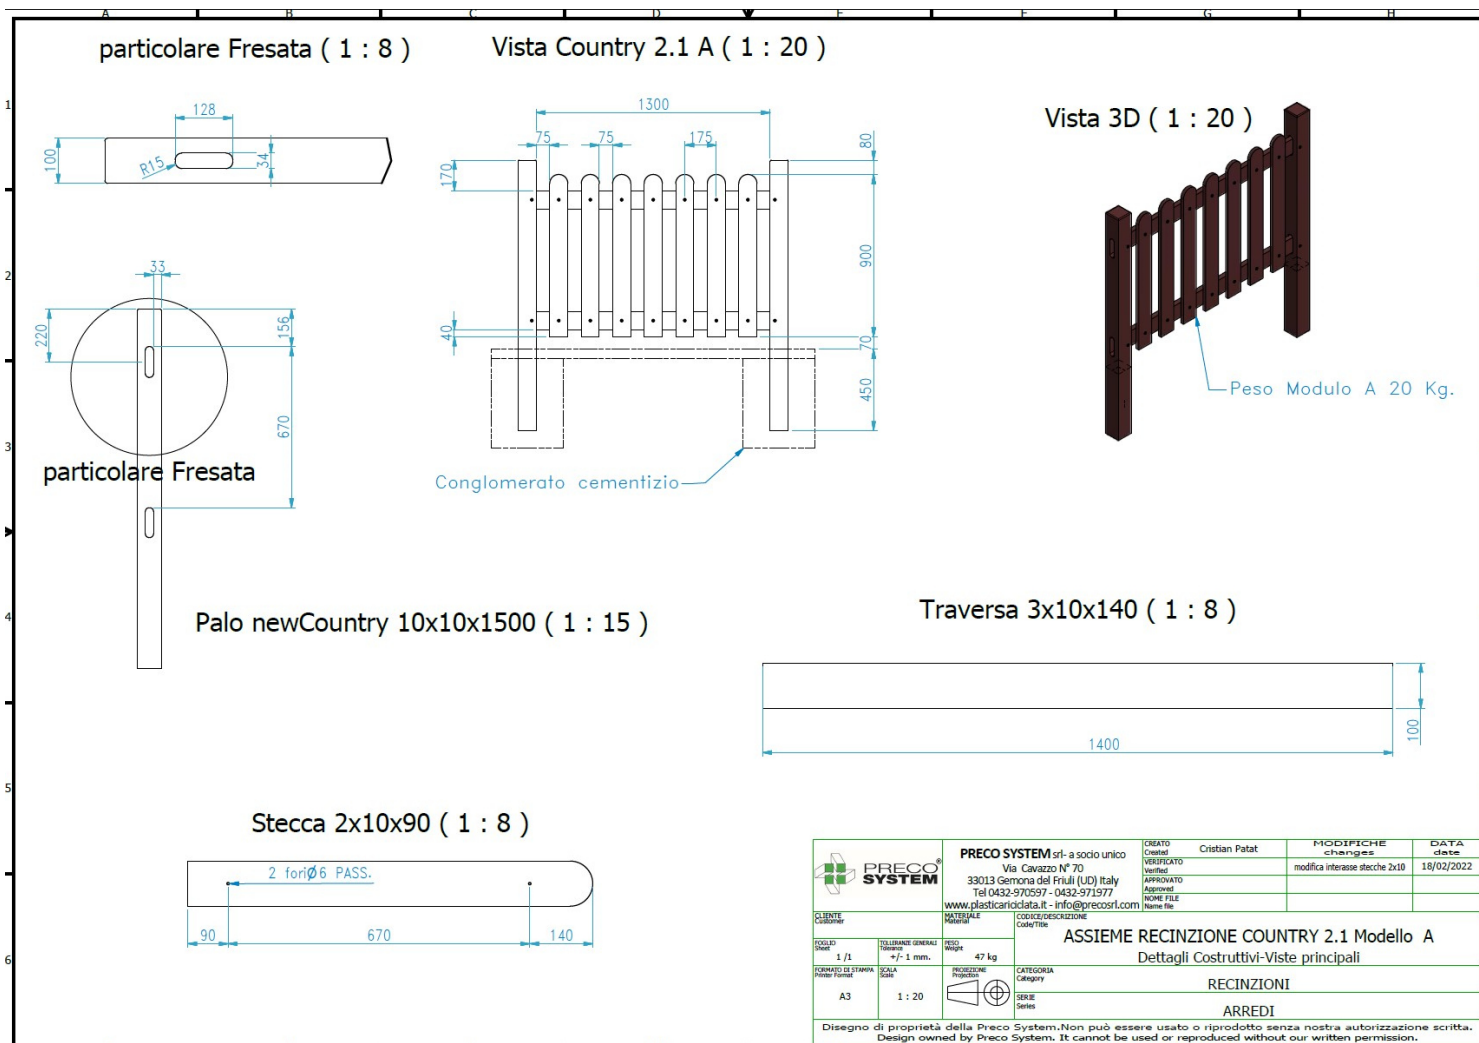 A B C D E F G H
particolare Fresata ( 1 : 8 )
128
100
R15
34
Vista Country 2.1 A ( 1 : 20 )
1300
75
75
175
80
170
900
40
70
450
Conglomerato cementizio
Vista 3D ( 1 : 20 )
Peso Modulo A 20 Kg.
33
220
156
670
particolare Fresata
Palo newCountry 10x10x1500 ( 1 : 15 )
Traversa 3x10x140 ( 1 : 8 )
1400
100
Stecca 2x10x90 ( 1 : 8 )
2 foriØ6 PASS.
90
670
140
1
2
3
4
5
6
PRECO
SYSTEM
®
PRECO SYSTEM srl- a socio unico
Via Cavazzo N° 70
33013 Gemona del Friuli (UD) Italy
Tel 0432-970597 - 0432-971977
www.plasticariciclata.it - info@precosrl.com
CREATO
Created
Cristian Patat
VERIFICATO
Verified
APPROVATO
Approved
NOME FILE
Name file
MODIFICHE
changes
DATA
date
modifica interasse stecche 2x10
18/02/2022
CLIENTE
Customer
MATERIALE
Material
CODICE/DESCRIZIONE
Code/Title
ASSIEME RECINZIONE COUNTRY 2.1 Modello A
Dettagli Costruttivi-Viste principali
FOGLIO
Sheet
1 /1
TOLLERANZE GENERALI
Tolerance
+/- 1 mm.
PESO
Weight
47 kg
FORMATO DI STAMPA
Printer Format
A3
SCALA
Scale
1 : 20
PROIEZIONE
Projection
CATEGORIA
Category
RECINZIONI
SERIE
Series
ARREDI
Disegno di proprietà della Preco System.Non può essere usato o riprodotto senza nostra autorizzazione scritta.
Design owned by Preco System. It cannot be used or reproduced without our written permission.